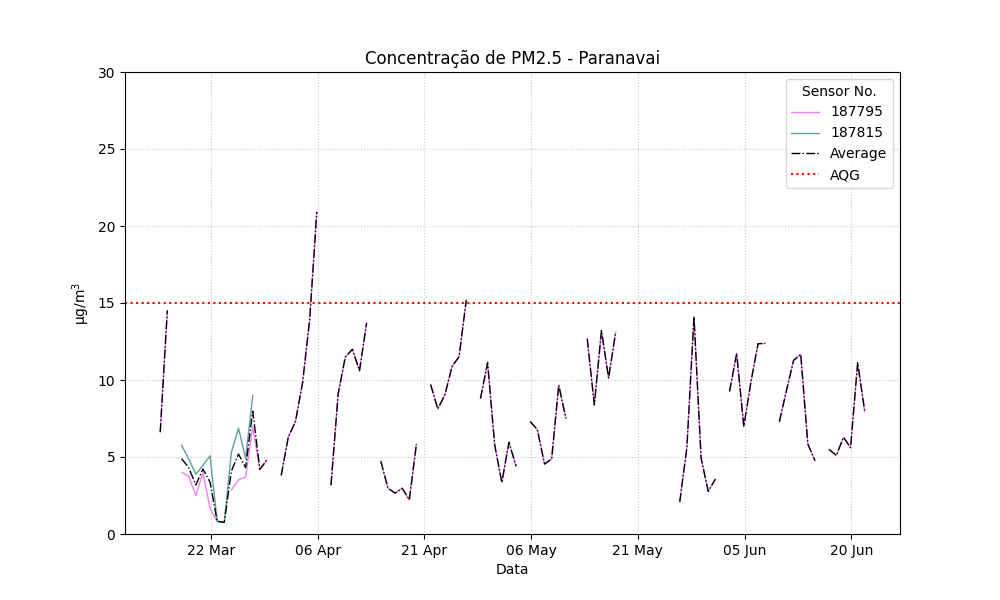 Concentração de PM2.5 - Paranavai
30
25
20
15
10
5
0
µg/m³
22 Mar
06 Apr
21 Apr
06 May
21 May
05 Jun
20 Jun
Data
Sensor No.
187795
187815
Average
AQG